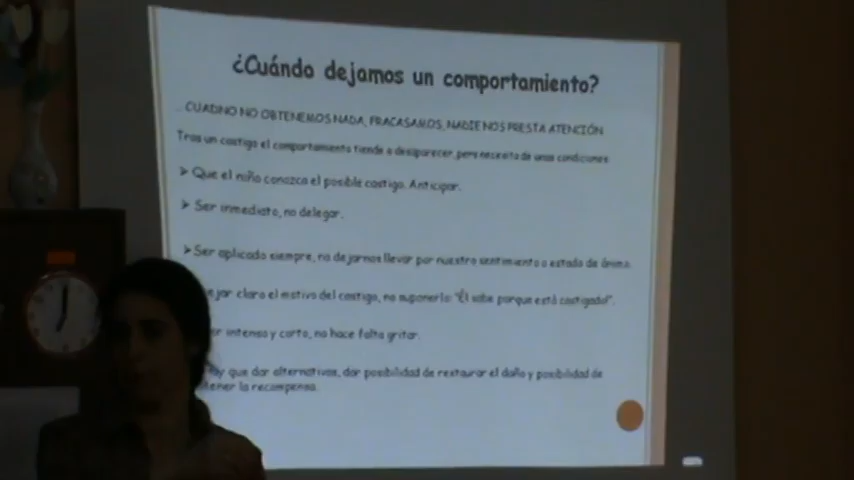 ¿Cuándo dejamos un comportamiento?
CUADNO NO OBTENEMOS NADA, FRACASAMOS, NADIE NOS PRESTA ATENCIÓN
Tras un castigo el comportamiento tiende a desaparecer, pero necesita de unas condiciones
➤ Que el niño conozca el posible castigo. Anticipar.
➤ Ser inmediato, no delegar.
➤ Ser aplicado siempre, no dejarnos llevar por nuestro sentimiento o estado de ánimo.
ejar claro el motivo del castigo, no suponerlo: "Él sabe porque está castigado!".
er intenso y corto, no hace falta gritar.
ay que dar alternativas, dar posibilidad de restaurar el daño y posibilidad de
tener la recompensa.